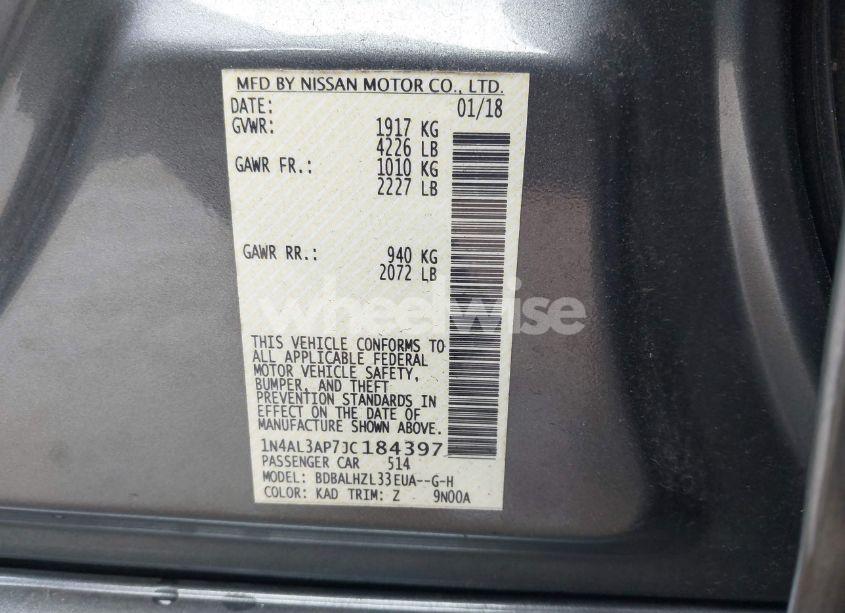 MFD BY NISSAN MOTOR CO., LTD.
DATE: 01/18
GVWR: 1917 KG
4226 LB
GAWR FR.: 1010 KG
2227 LB
GAWR RR.: 940 KG
2072 LB
wheelwise
THIS VEHICLE CONFORMS TO
ALL APPLICABLE FEDERAL
MOTOR VEHICLE SAFETY,
BUMPER, AND THEFT
PREVENTION STANDARDS IN
EFFECT ON THE DATE OF
MANUFACTURE SHOWN ABOVE.
1N4AL3AP7JC184397
PASSENGER CAR 514
MODEL: BDBALHZL33EUA--G-H
COLOR: KAD TRIM: Z 9N00A